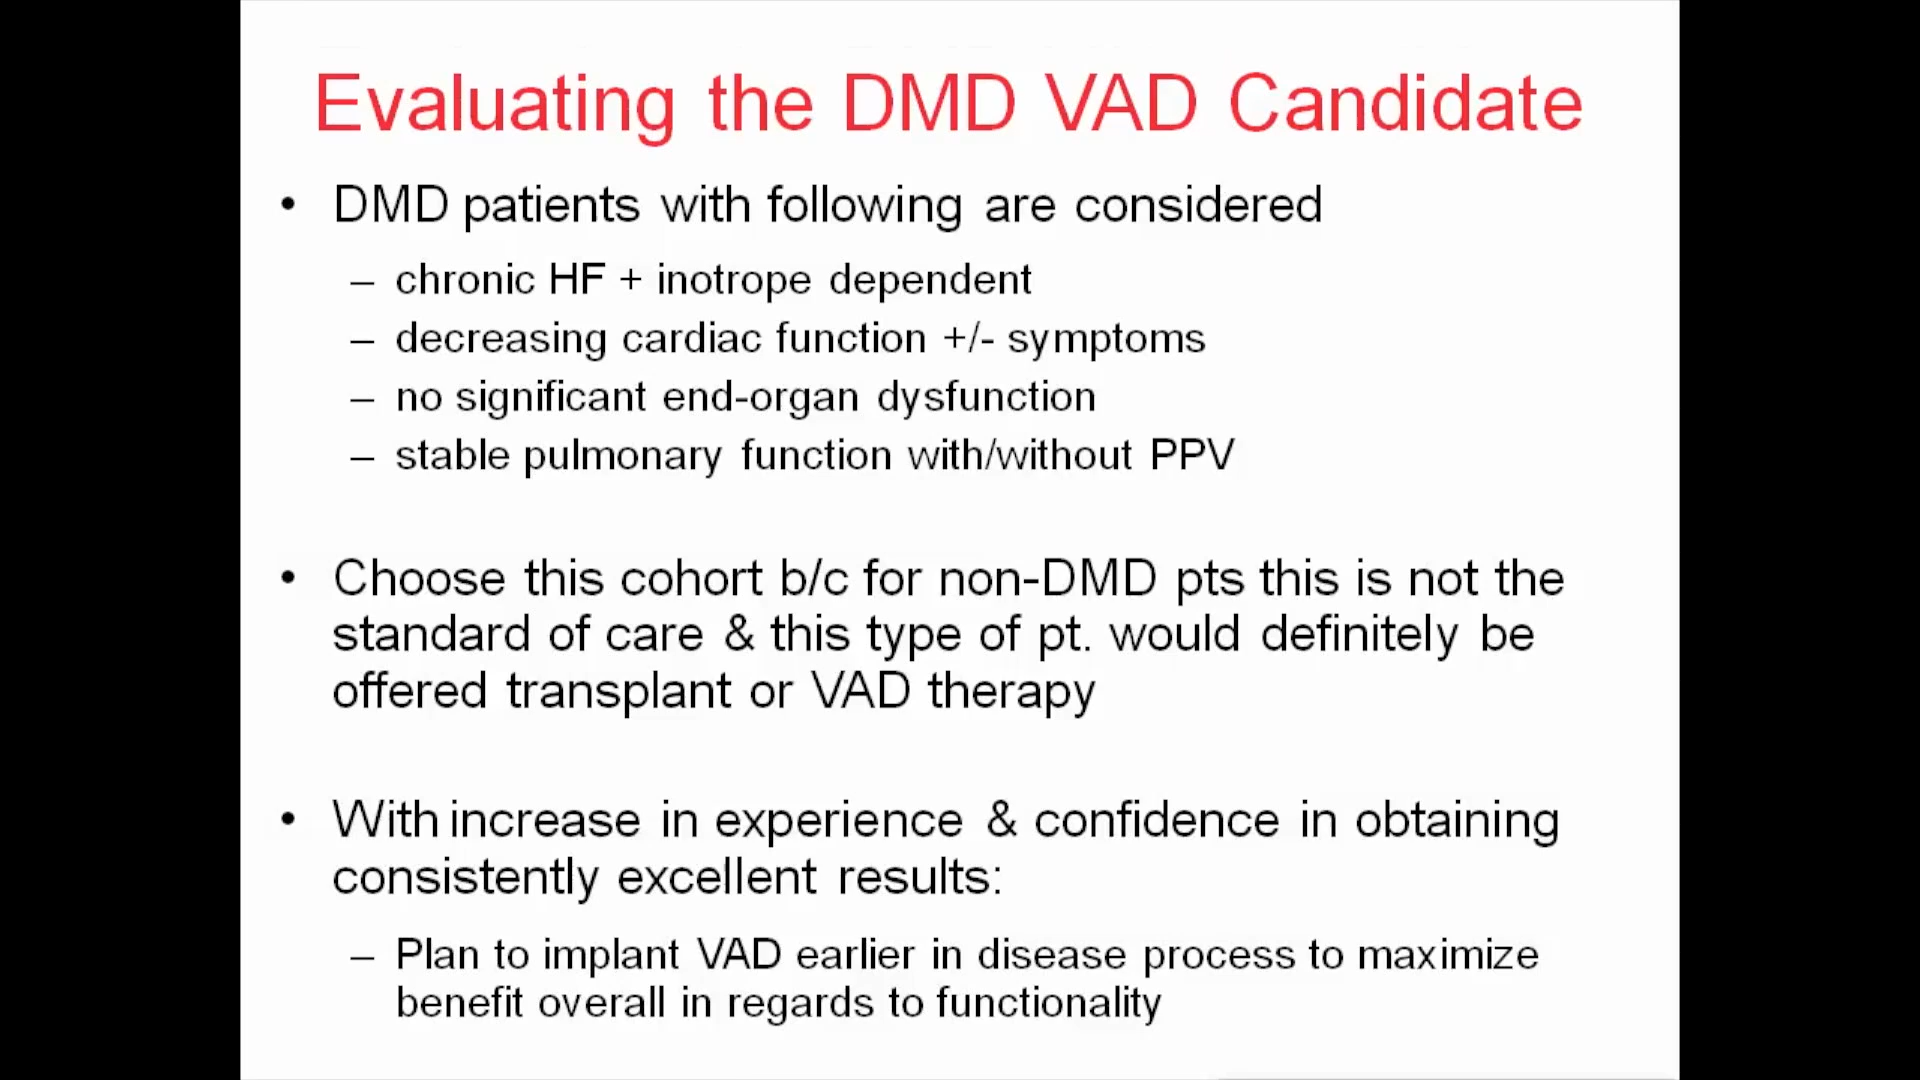 Evaluating the DMD VAD Candidate
• DMD patients with following are considered
– chronic HF + inotrope dependent
– decreasing cardiac function +/- symptoms
– no significant end-organ dysfunction
– stable pulmonary function with/without PPV
• Choose this cohort b/c for non-DMD pts this is not the
standard of care & this type of pt. would definitely be
offered transplant or VAD therapy
• With increase in experience & confidence in obtaining
consistently excellent results:
– Plan to implant VAD earlier in disease process to maximize
benefit overall in regards to functionality